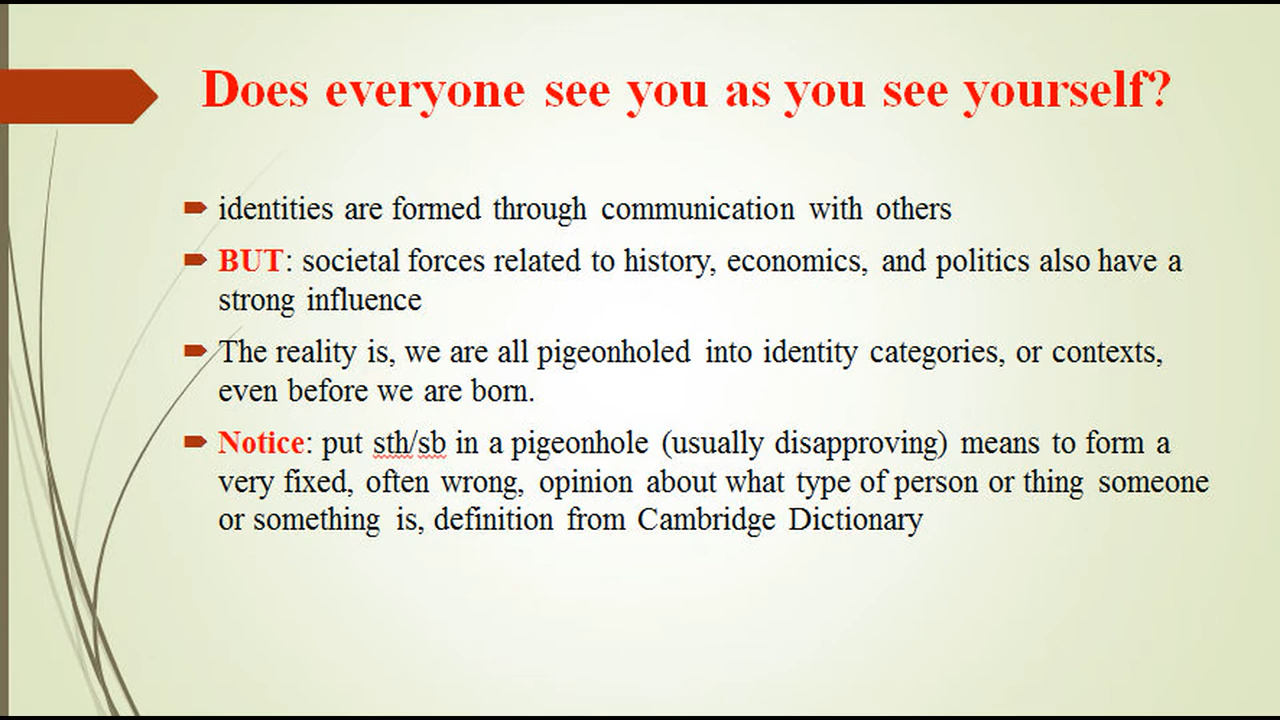 Does everyone see you as you see yourself?
identities are formed through communication with others
BUT: societal forces related to history, economics, and politics also have a
strong influence
The reality is, we are all pigeonholed into identity categories, or contexts,
even before we are born.
Notice: put sth/sb in a pigeonhole (usually disapproving) means to form a
very fixed, often wrong, opinion about what type of person or thing someone
or something is, definition from Cambridge Dictionary